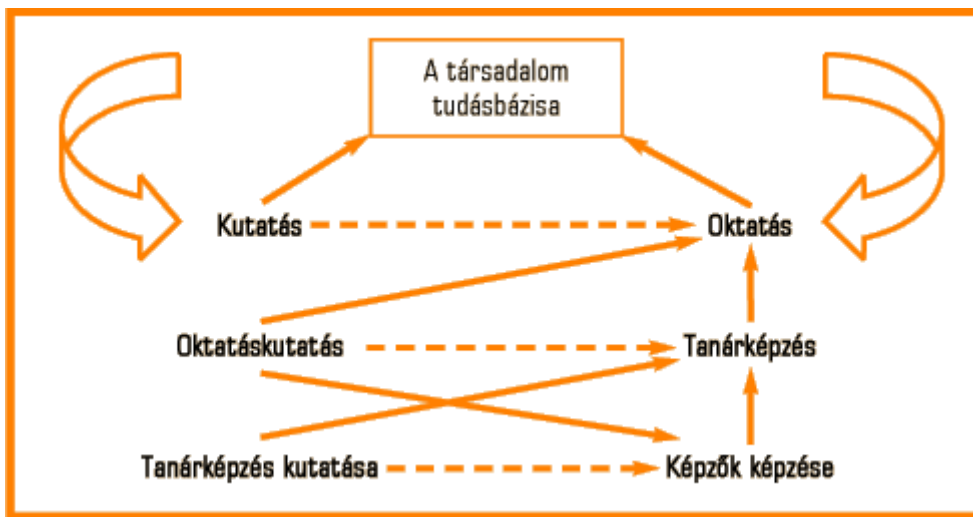 A társadalom
tudásbázisa
Kutatás
Oktatás
Oktatáskutatás
Tanárképzés
Tanárképzés kutatása
Képzők képzése